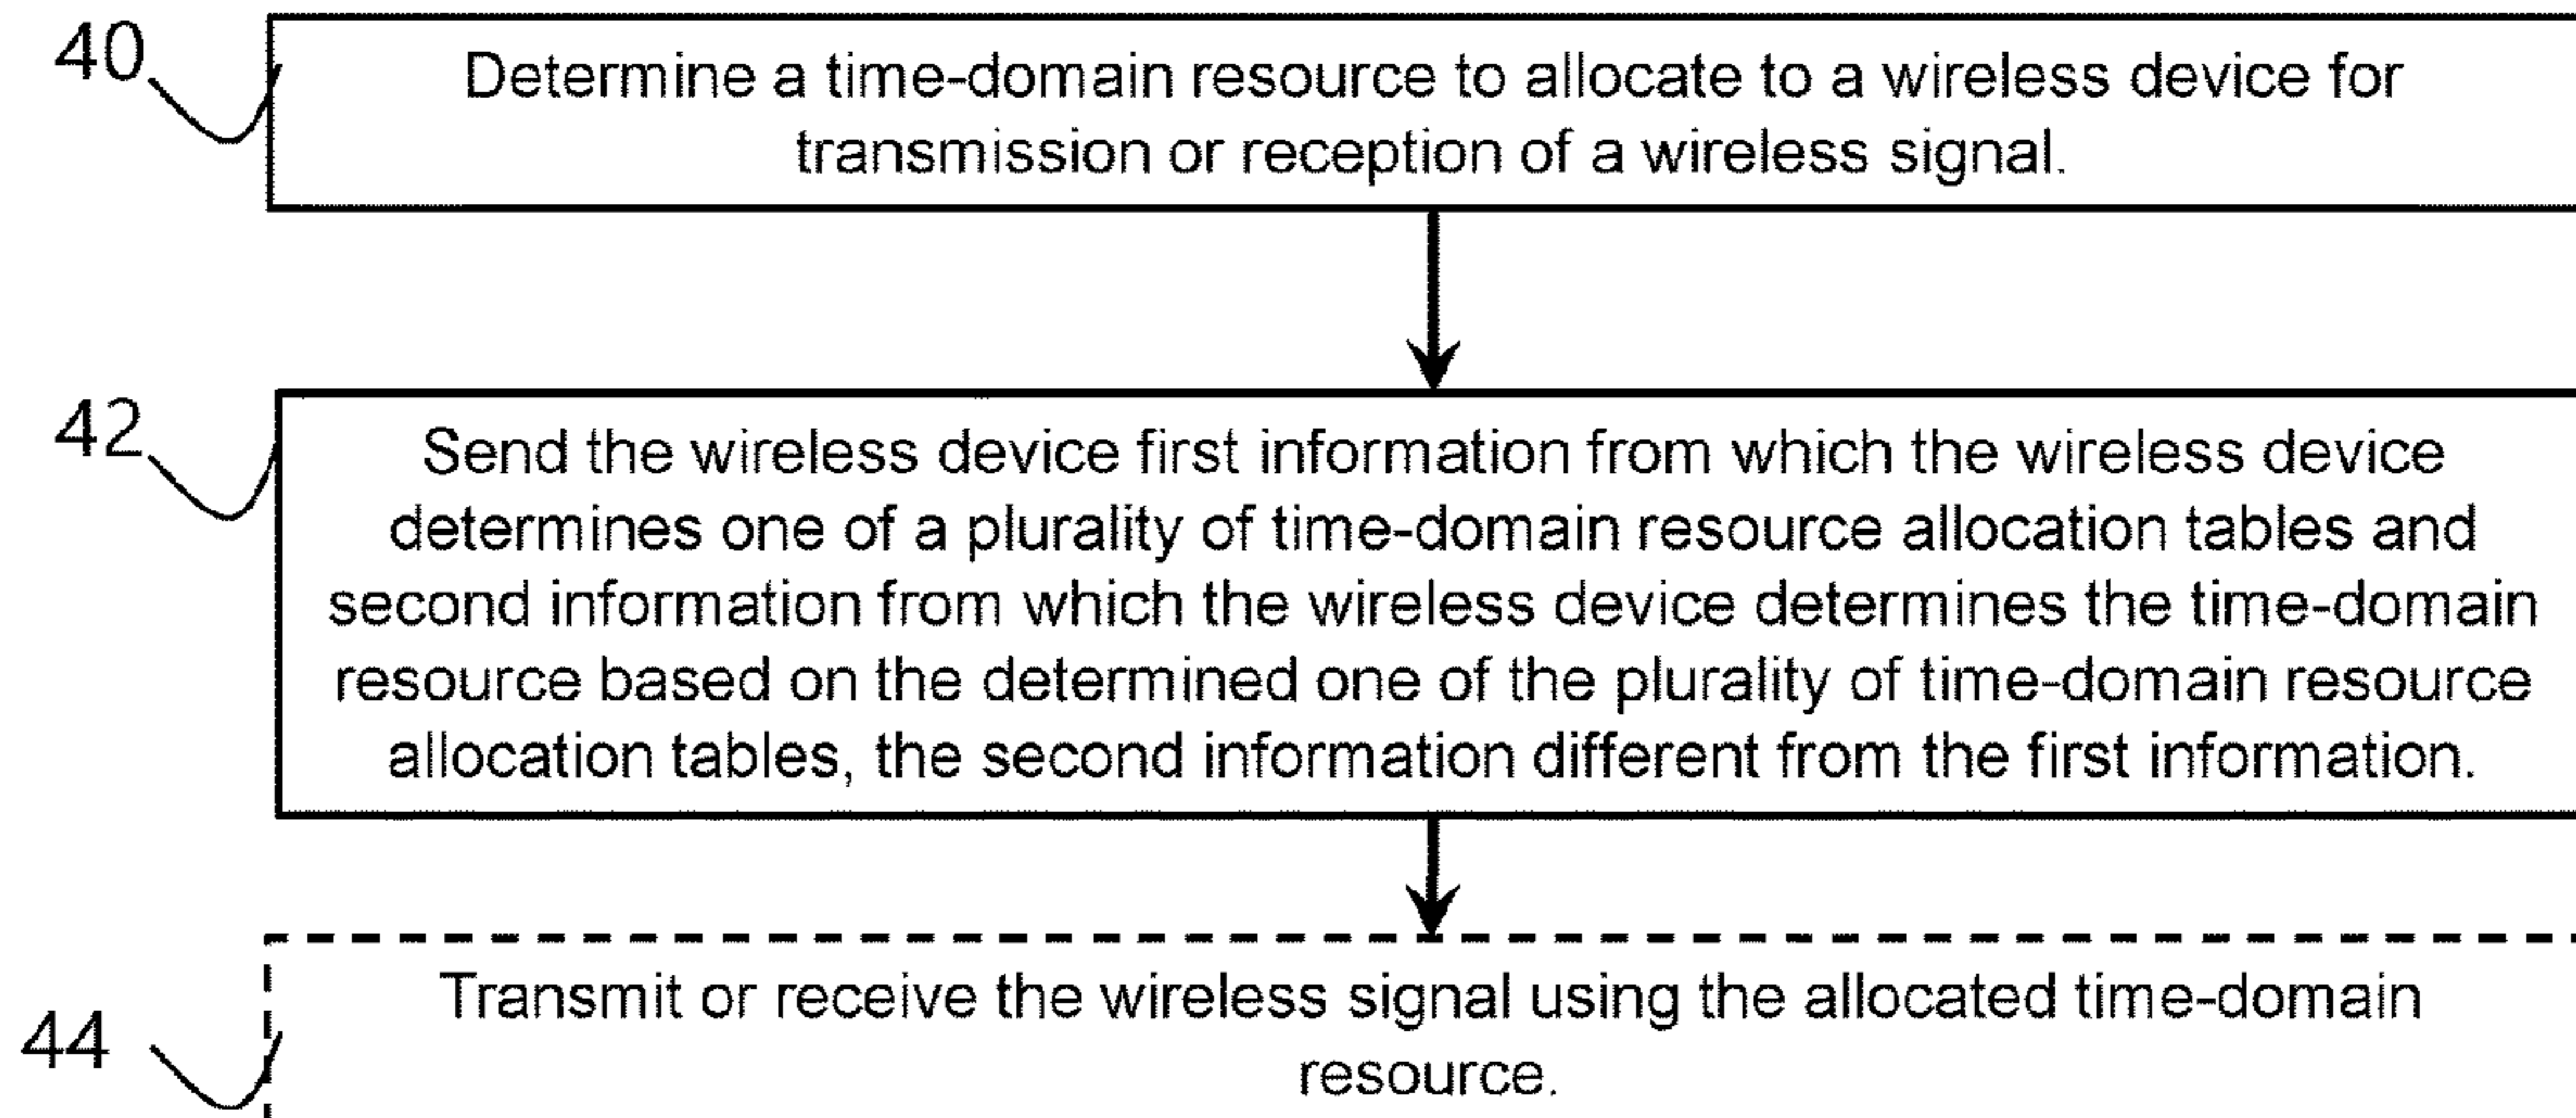 40
Determine a time-domain resource to allocate to a wireless device for
transmission or reception of a wireless signal.
42
Send the wireless device first information from which the wireless device
determines one of a plurality of time-domain resource allocation tables and
second information from which the wireless device determines the time-domain
resource based on the determined one of the plurality of time-domain resource
allocation tables, the second information different from the first information.
44
Transmit or receive the wireless signal using the allocated time-domain
resource.